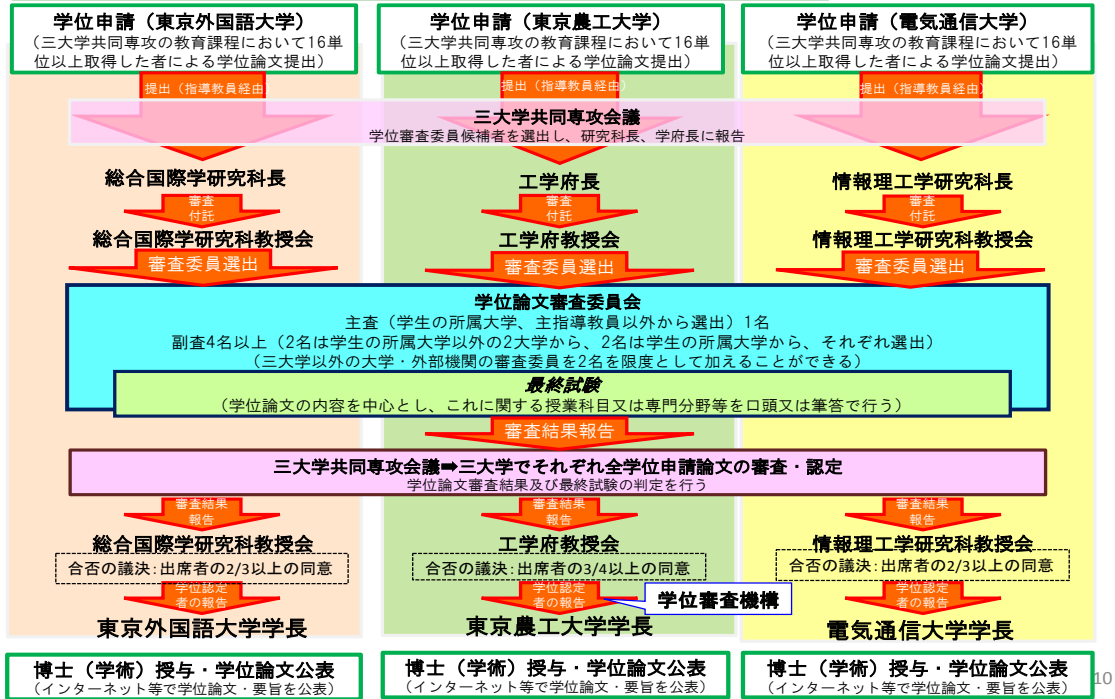 学位申請（東京外国語大学）
（三大学共同専攻の教育課程において16単
位以上取得した者による学位論文提出）
学位申請（東京農工大学）
（三大学共同専攻の教育課程において16単
位以上取得した者による学位論文提出）
学位申請（電気通信大学）
（三大学共同専攻の教育課程において16単
位以上取得した者による学位論文提出）
提出（指導教員経由）
提出（指導教員経由）
提出（指導教員経由）
三大学共同専攻会議
学位審査委員候補者を選出し、研究科長、学府長に報告
総合国際学研究科長
工学府長
情報理工学研究科長
審査
付託
審査
付託
審査
付託
総合国際学研究科教授会
工学府教授会
情報理工学研究科教授会
審査委員選出
審査委員選出
審査委員選出
学位論文審査委員会
主査（学生の所属大学、主指導教員以外から選出）1名
副査4名以上（2名は学生の所属大学以外の2大学から、2名は学生の所属大学から、それぞれ選出）
（三大学以外の大学・外部機関の審査委員を2名を限度として加えることができる）
最終試験
（学位論文の内容を中心とし、これに関する授業科目又は専門分野等を口頭又は筆答で行う）
審査結果報告
三大学共同専攻会議➡三大学でそれぞれ全学位申請論文の審査・認定
学位論文審査結果及び最終試験の判定を行う
審査結果
報告
審査結果
報告
審査結果
報告
総合国際学研究科教授会
工学府教授会
情報理工学研究科教授会
合否の議決：出席者の2/3以上の同意
合否の議決：出席者の3/4以上の同意
合否の議決：出席者の2/3以上の同意
学位認定
者の報告
学位認定
者の報告
学位認定
者の報告
学位審査機構
東京外国語大学学長
東京農工大学学長
電気通信大学学長
博士（学術）授与・学位論文公表
（インターネット等で学位論文・要旨を公表）
博士（学術）授与・学位論文公表
（インターネット等で学位論文・要旨を公表）
博士（学術）授与・学位論文公表
（インターネット等で学位論文・要旨を公表）
10